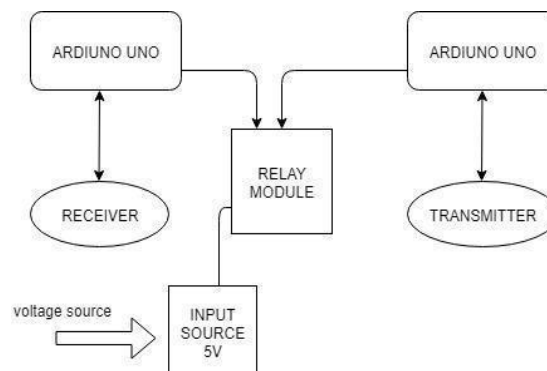 ARDIUNO UNO
ARDIUNO UNO
RELAY
MODULE
RECEIVER
TRANSMITTER
voltage source
INPUT
SOURCE
5V